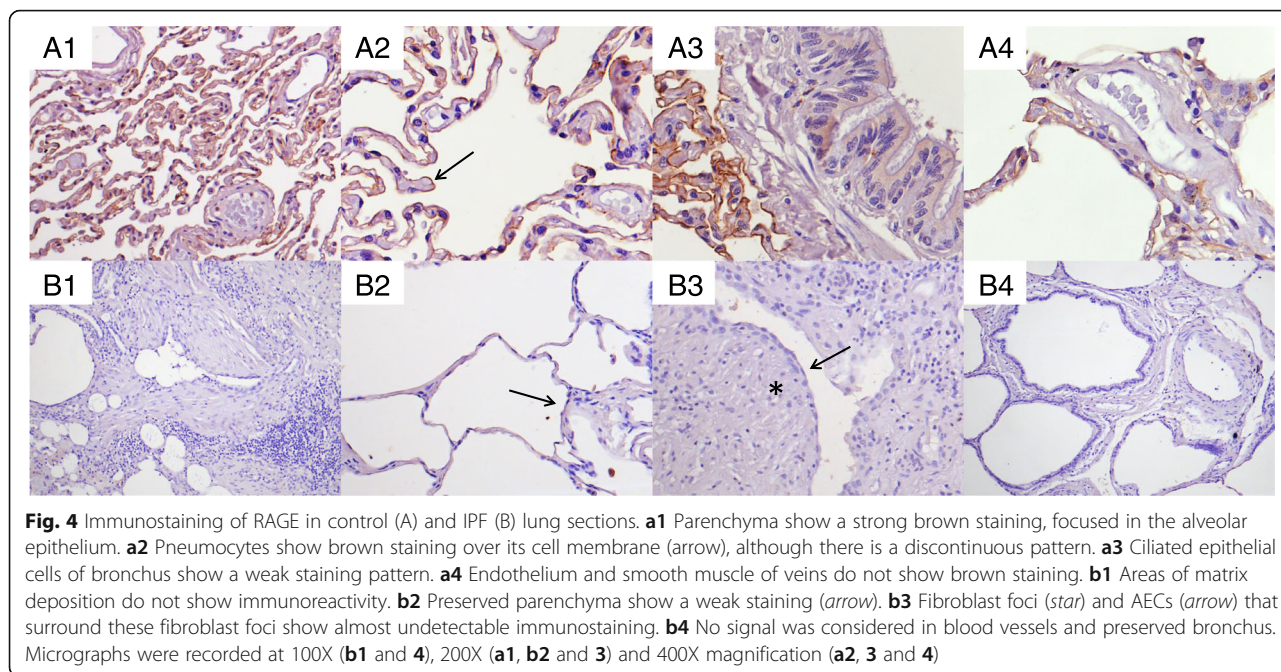 A1 A2 A3 A4
B1 B2 B3 B4
*
Fig. 4 Immunostaining of RAGE in control (A) and IPF (B) lung sections. a1 Parenchyma show a strong brown staining, focused in the alveolar
epithelium. a2 Pneumocytes show brown staining over its cell membrane (arrow), although there is a discontinuous pattern. a3 Ciliated epithelial
cells of bronchus show a weak staining pattern. a4 Endothelium and smooth muscle of veins do not show brown staining. b1 Areas of matrix
deposition do not show immunoreactivity. b2 Preserved parenchyma show a weak staining (arrow). b3 Fibroblast foci (star) and AECs (arrow) that
surround these fibroblast foci show almost undetectable immunostaining. b4 No signal was considered in blood vessels and preserved bronchus.
Micrographs were recorded at 100X (b1 and 4), 200X (a1, b2 and 3) and 400X magnification (a2, 3 and 4)